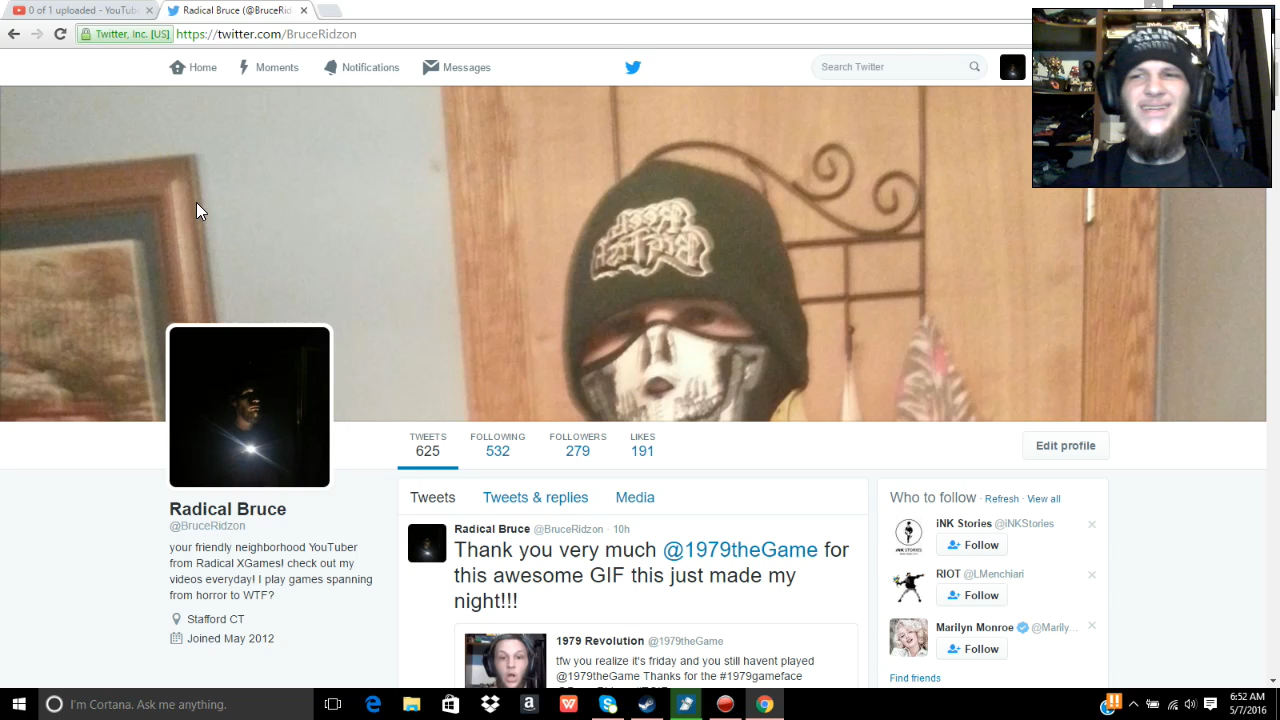 0 of 1 uploaded - YouTub
Radical Bruce (@BruceRid
Twitter, Inc. [US]
https://twitter.com/BruceRidzon
Home
Moments
Notifications
Messages
Search Twitter
TWEETS
625
FOLLOWING
532
FOLLOWERS
279
LIKES
191
Edit profile
Radical Bruce
@BruceRidzon
your friendly neighborhood YouTuber
from Radical XGames! check out my
videos everyday! I play games spanning
from horror to WTF?
Stafford CT
Joined May 2012
Tweets
Tweets & replies
Media
Radical Bruce @BruceRidzon · 10h
Thank you very much @1979theGame for
this awesome GIF this just made my
night!!!
1979 Revolution @1979theGame
tfw you realize it's friday and you still havent played
@1979theGame Thanks for the #1979gameface
Who to follow · Refresh · View all
iNK Stories @iNKStories
Follow
RIOT @LMenchiari
Follow
Marilyn Monroe @Marily...
Follow
Find friends
I'm Cortana. Ask me anything.
6:52 AM
5/7/2016